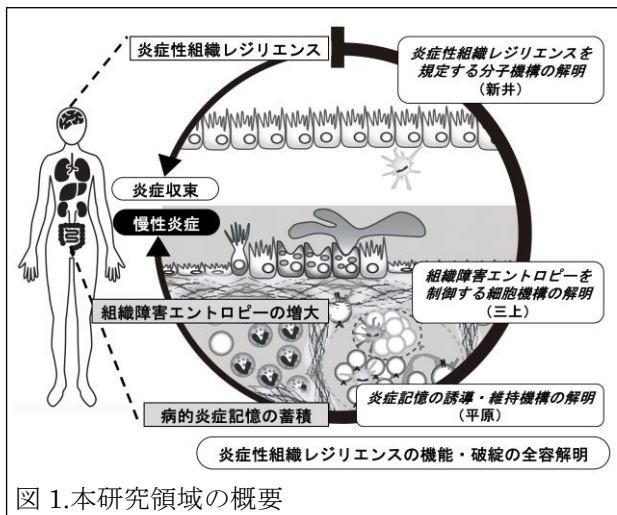 炎症性組織レジリエンス
炎症性組織レジリエンスを
規定する分子機構の解明
（新井）
炎症収束
慢性炎症
組織障害エントロピーを
制御する細胞機構の解明
（三上）
組織障害エントロピーの増大
炎症記憶の誘導・維持機構の解明
（平原）
病的炎症記憶の蓄積
炎症性組織レジリエンスの機能・破綻の全容解明
図 1.本研究領域の概要